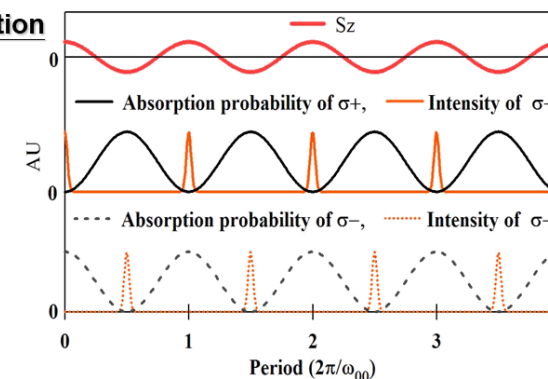 tion
Sz
0
Absorption probability of σ+,
Intensity of σ-
AU
0
Absorption probability of σ−,
Intensity of σ-
0
0 1 2 3
Period (2π/ω00)